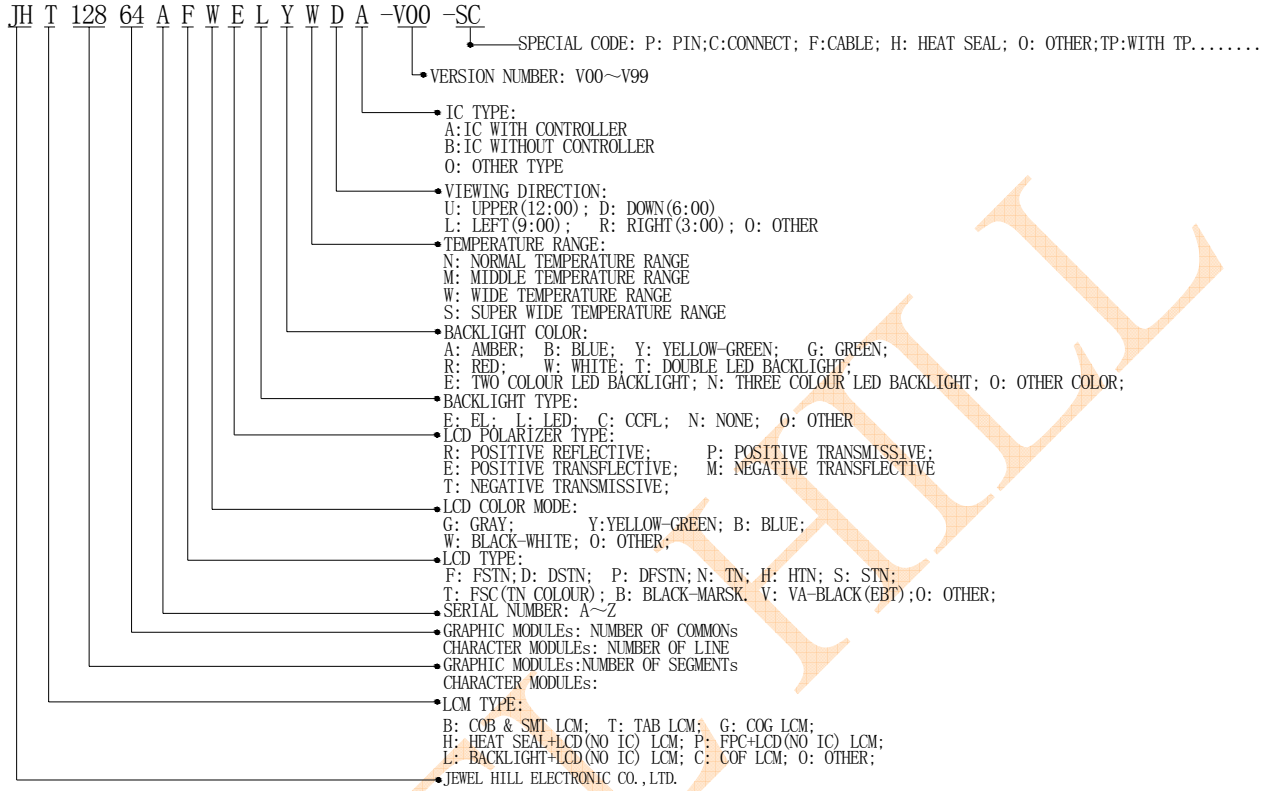 JH T 128 64 A F W E L Y W D A -V00 -SC
SPECIAL CODE: P: PIN;C:CONNECT; F:CABLE; H: HEAT SEAL; O: OTHER;TP:WITH TP........
VERSION NUMBER: V00～V99
IC TYPE:
A:IC WITH CONTROLLER
B:IC WITHOUT CONTROLLER
O: OTHER TYPE
VIEWING DIRECTION:
U: UPPER(12:00); D: DOWN(6:00)
L: LEFT(9:00); R: RIGHT(3:00); O: OTHER
TEMPERATURE RANGE:
N: NORMAL TEMPERATURE RANGE
M: MIDDLE TEMPERATURE RANGE
W: WIDE TEMPERATURE RANGE
S: SUPER WIDE TEMPERATURE RANGE
BACKLIGHT COLOR:
A: AMBER; B: BLUE; Y: YELLOW-GREEN; G: GREEN;
R: RED; W: WHITE; T: DOUBLE LED BACKLIGHT;
E: TWO COLOUR LED BACKLIGHT; N: THREE COLOUR LED BACKLIGHT; O: OTHER COLOR;
BACKLIGHT TYPE:
E: EL; L: LED; C: CCFL; N: NONE; O: OTHER
LCD POLARIZER TYPE:
R: POSITIVE REFLECTIVE; P: POSITIVE TRANSMISSIVE;
E: POSITIVE TRANSFLECTIVE; M: NEGATIVE TRANSFLECTIVE
T: NEGATIVE TRANSMISSIVE;
LCD COLOR MODE:
G: GRAY; Y:YELLOW-GREEN; B: BLUE;
W: BLACK-WHITE; O: OTHER;
LCD TYPE:
F: FSTN; D: DSTN; P: DFSTN; N: TN; H: HTN; S: STN;
T: FSC(TN COLOUR); B: BLACK-MARSK. V: VA-BLACK(EBT);O: OTHER;
SERIAL NUMBER: A～Z
GRAPHIC MODULEs: NUMBER OF COMMONs
CHARACTER MODULEs: NUMBER OF LINE
GRAPHIC MODULEs:NUMBER OF SEGMENTs
CHARACTER MODULEs:
LCM TYPE:
B: COB & SMT LCM; T: TAB LCM; G: COG LCM;
H: HEAT SEAL+LCD(NO IC) LCM; P: FPC+LCD(NO IC) LCM;
L: BACKLIGHT+LCD(NO IC) LCM; C: COF LCM; O: OTHER;
JEWEL HILL ELECTRONIC CO.,LTD.
HILL